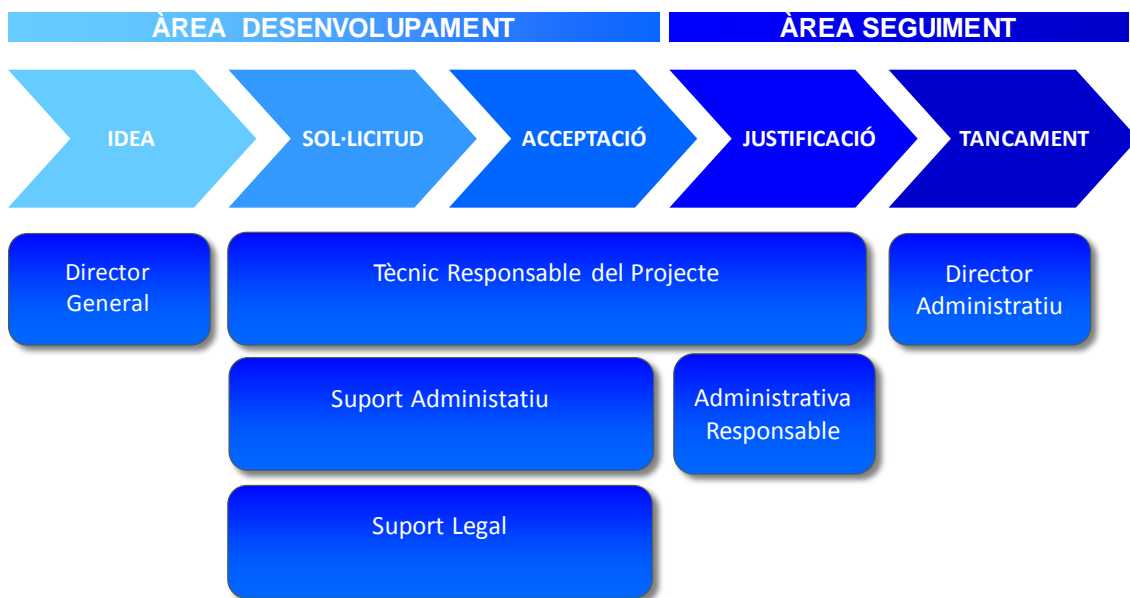 ÀREA DESENVOLUPAMENT
ÀREA SEGUIMENT
IDEA
SOL·LICITUD
ACCEPTACIÓ
JUSTIFICACIÓ
TANCAMENT
Director
General
Tècnic Responsable del Projecte
Director
Administratiu
Suport Administatiu
Administrativa
Responsable
Suport Legal